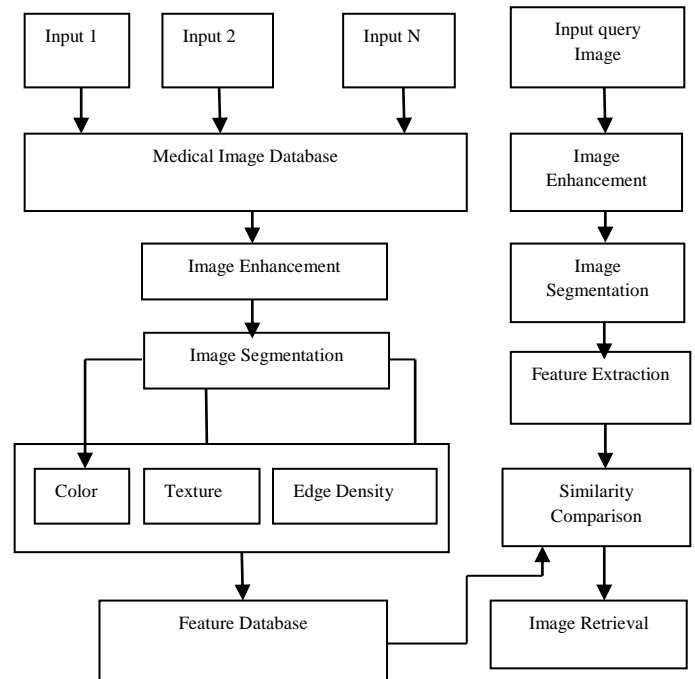 Input 1
Input 2
Input N
Medical Image Database
Image Enhancement
Image Segmentation
Color
Texture
Edge Density
Feature Database
Input query
Image
Image
Enhancement
Image
Segmentation
Feature Extraction
Similarity
Comparison
Image Retrieval